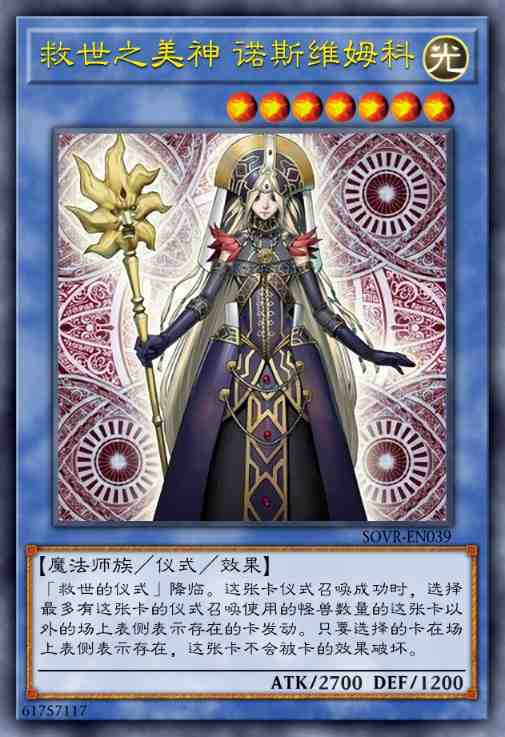 救世之美神 诺斯维姆科
光
SOVR-EN039
【魔法师族／仪式／效果】
「救世的仪式」降临。这张卡仪式召唤成功时，选择
最多有这张卡的仪式召唤使用的怪兽数量的这张卡以
外的场上表侧表示存在的卡发动。只要选择的卡在场
上表侧表示存在，这张卡不会被卡的效果破坏。
ATK/2700 DEF/1200
61757117